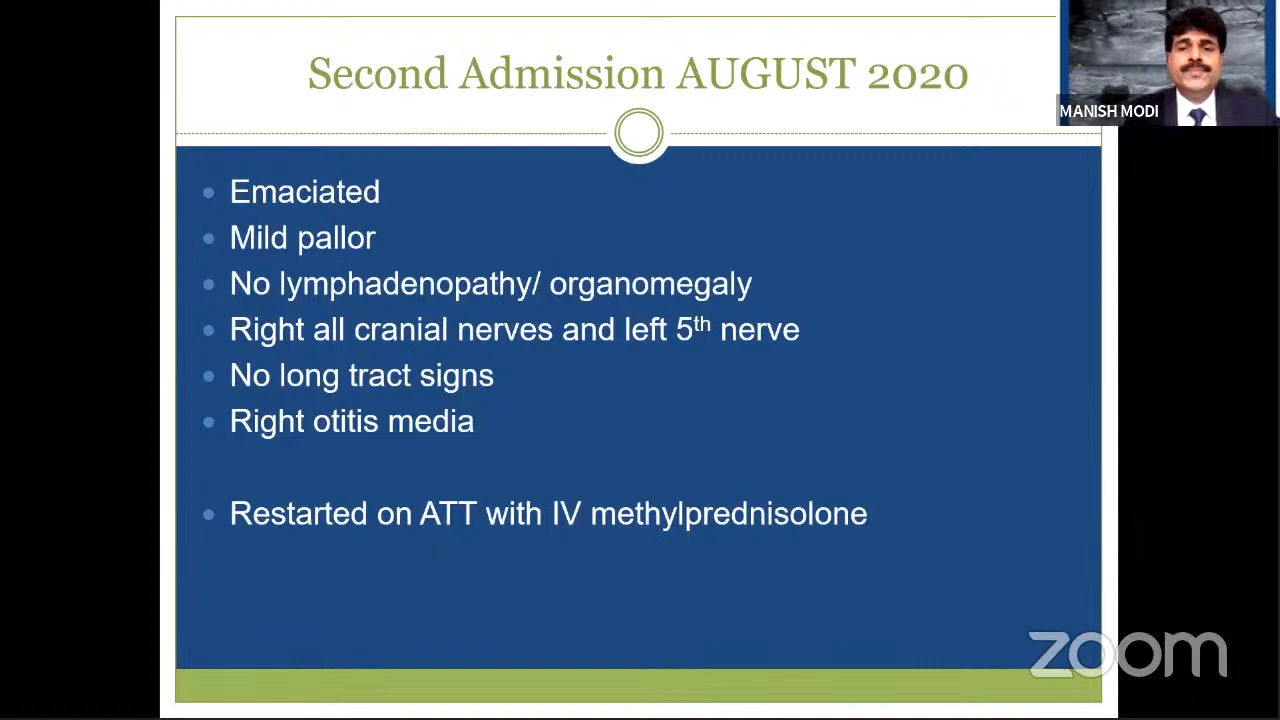 Second Admission AUGUST 2020
MANISH MODI
Emaciated
Mild pallor
No lymphadenopathy/ organomegaly
Right all cranial nerves and left 5th nerve
No long tract signs
Right otitis media
Restarted on ATT with IV methylprednisolone
zoom